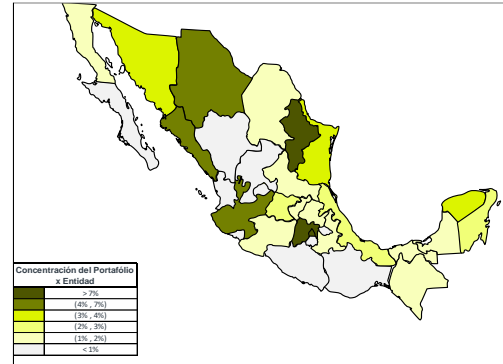 Concentración del Portafólio
x Entidad
>7%
(4% , 7%)
(3% , 4%)
(2% , 3%)
(1% , 2%)
<1%